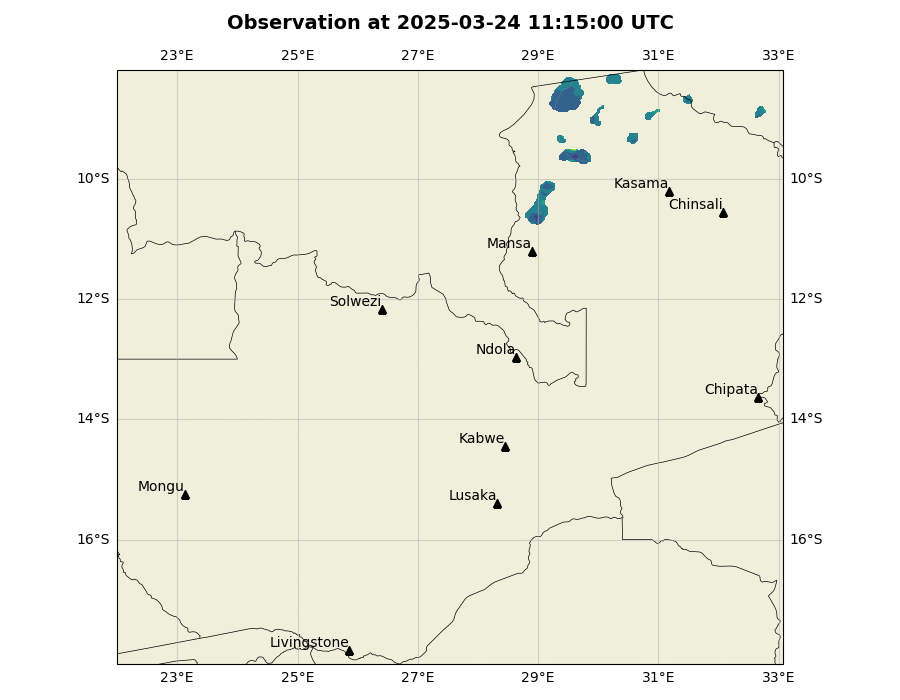 Observation at 2025-03-24 11:15:00 UTC
23°E 25°E 27°E 29°E 31°E 33°E
10°S 10°S
Kasama
Chinsali
Mansa
12°S 12°S
Solwezi
Ndola
Chipata
14°S 14°S
Kabwe
Mongu
Lusaka
16°S 16°S
Livingstone
23°E 25°E 27°E 29°E 31°E 33°E